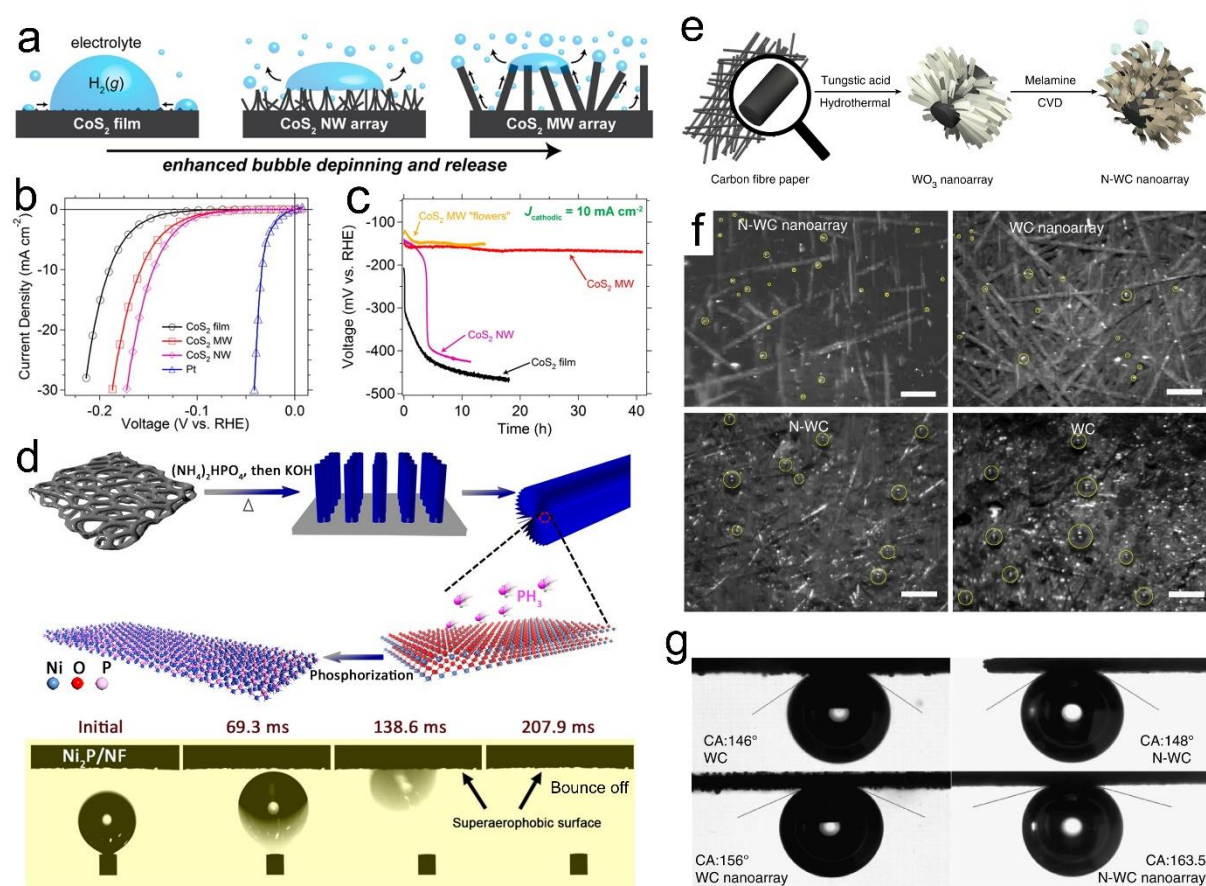 a
electrolyte
H₂(g)
CoS₂ film
CoS₂ NW array
CoS₂ MW array
enhanced bubble depinning and release
b
Current Density (mA cm⁻²)
0
-10
-20
-30
CoS₂ film
CoS₂ MW
CoS₂ NW
Pt
-0.2
-0.1
0.0
Voltage (V vs. RHE)
c
Voltage (mV vs. RHE)
-100
-200
-300
-400
-500
CoS₂ MW "flowers"
J cathodic = 10 mA cm⁻²
CoS₂ MW
CoS₂ NW
CoS₂ film
0
10
20
30
40
Time (h)
d
(NH₄)₂HPO₄, then KOH
△
PH₃
Ni O P
Phosphorization
Initial
69.3 ms
138.6 ms
207.9 ms
Ni₂P/NF
Bounce off
Superaerophobic surface
e
Tungstic acid
Hydrothermal
Melamine
CVD
Carbon fibre paper
WO₃ nanoarray
N-WC nanoarray
f
N-WC nanoarray
WC nanoarray
N-WC
WC
g
CA:146°
WC
CA:148°
N-WC
CA:156°
WC nanoarray
CA:163.5
N-WC nanoarray